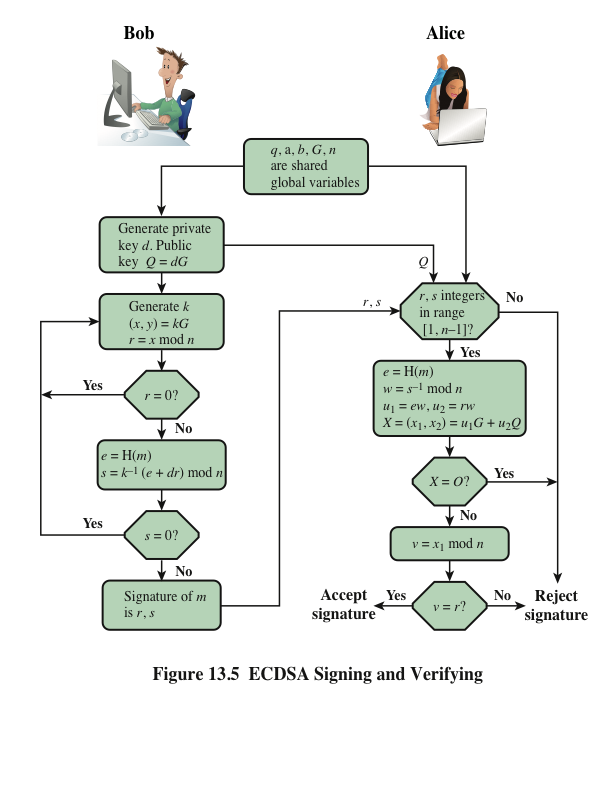 Bob
Alice
q, a, b, G, n
are shared
global variables
Generate private
key d. Public
key Q = dG
Q
Generate k
(x, y) = kG
r = x mod n
r, s
r, s integers
in range
[1, n–1]?
No
Yes
Yes
r = 0?
No
e = H(m)
w = s⁻¹ mod n
u₁ = ew, u₂ = rw
X = (x₁, x₂) = u₁G + u₂Q
e = H(m)
s = k⁻¹ (e + dr) mod n
X = O?
Yes
No
Yes
s = 0?
No
v = x₁ mod n
Signature of m
is r, s
Accept
signature
Yes
v = r?
No
Reject
signature
Figure 13.5 ECDSA Signing and Verifying